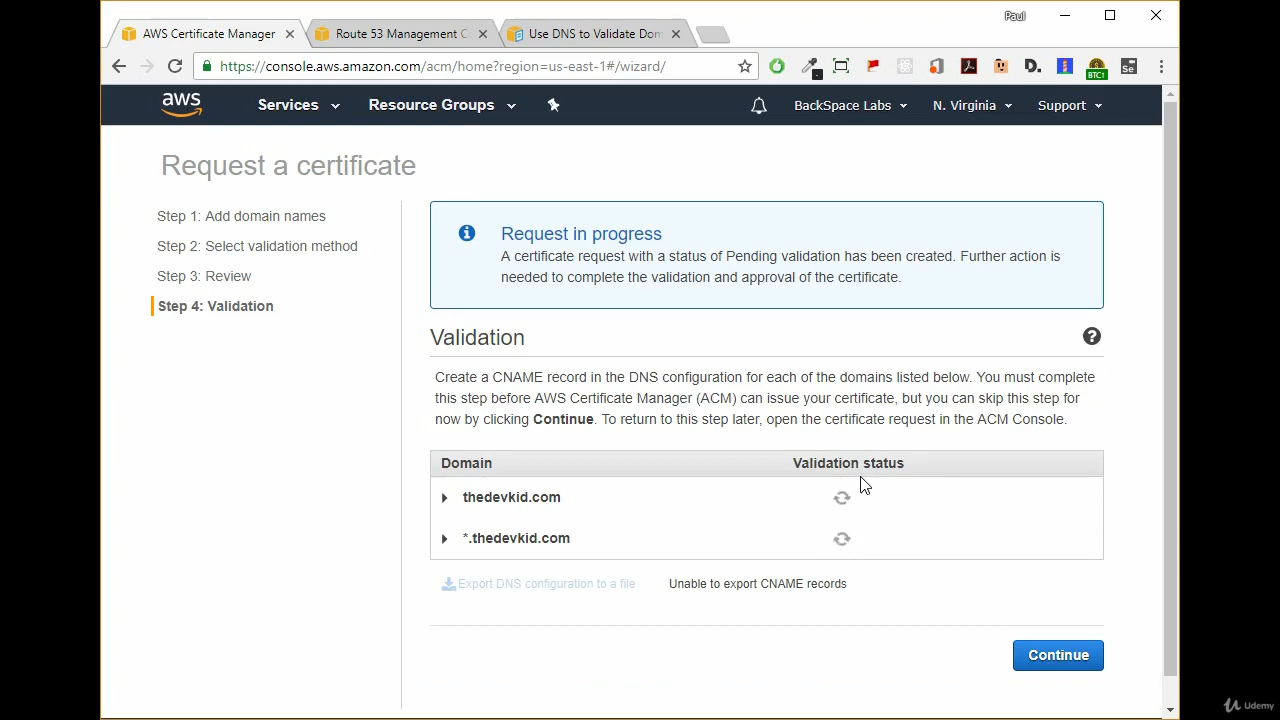 Paul
AWS Certificate Manager
Route 53 Management C
Use DNS to Validate Dom
https://console.aws.amazon.com/acm/home?region=us-east-1#/wizard/
D.
BTC1
Se
aws
Services
Resource Groups
BackSpace Labs
N. Virginia
Support
Request a certificate
Step 1: Add domain names
Step 2: Select validation method
Step 3: Review
Step 4: Validation
Request in progress
A certificate request with a status of Pending validation has been created. Further action is
needed to complete the validation and approval of the certificate.
Validation
Create a CNAME record in the DNS configuration for each of the domains listed below. You must complete
this step before AWS Certificate Manager (ACM) can issue your certificate, but you can skip this step for
now by clicking Continue. To return to this step later, open the certificate request in the ACM Console.
Domain Validation status
thedevkid.com
*.thedevkid.com
Export DNS configuration to a file Unable to export CNAME records
Continue
Udemy